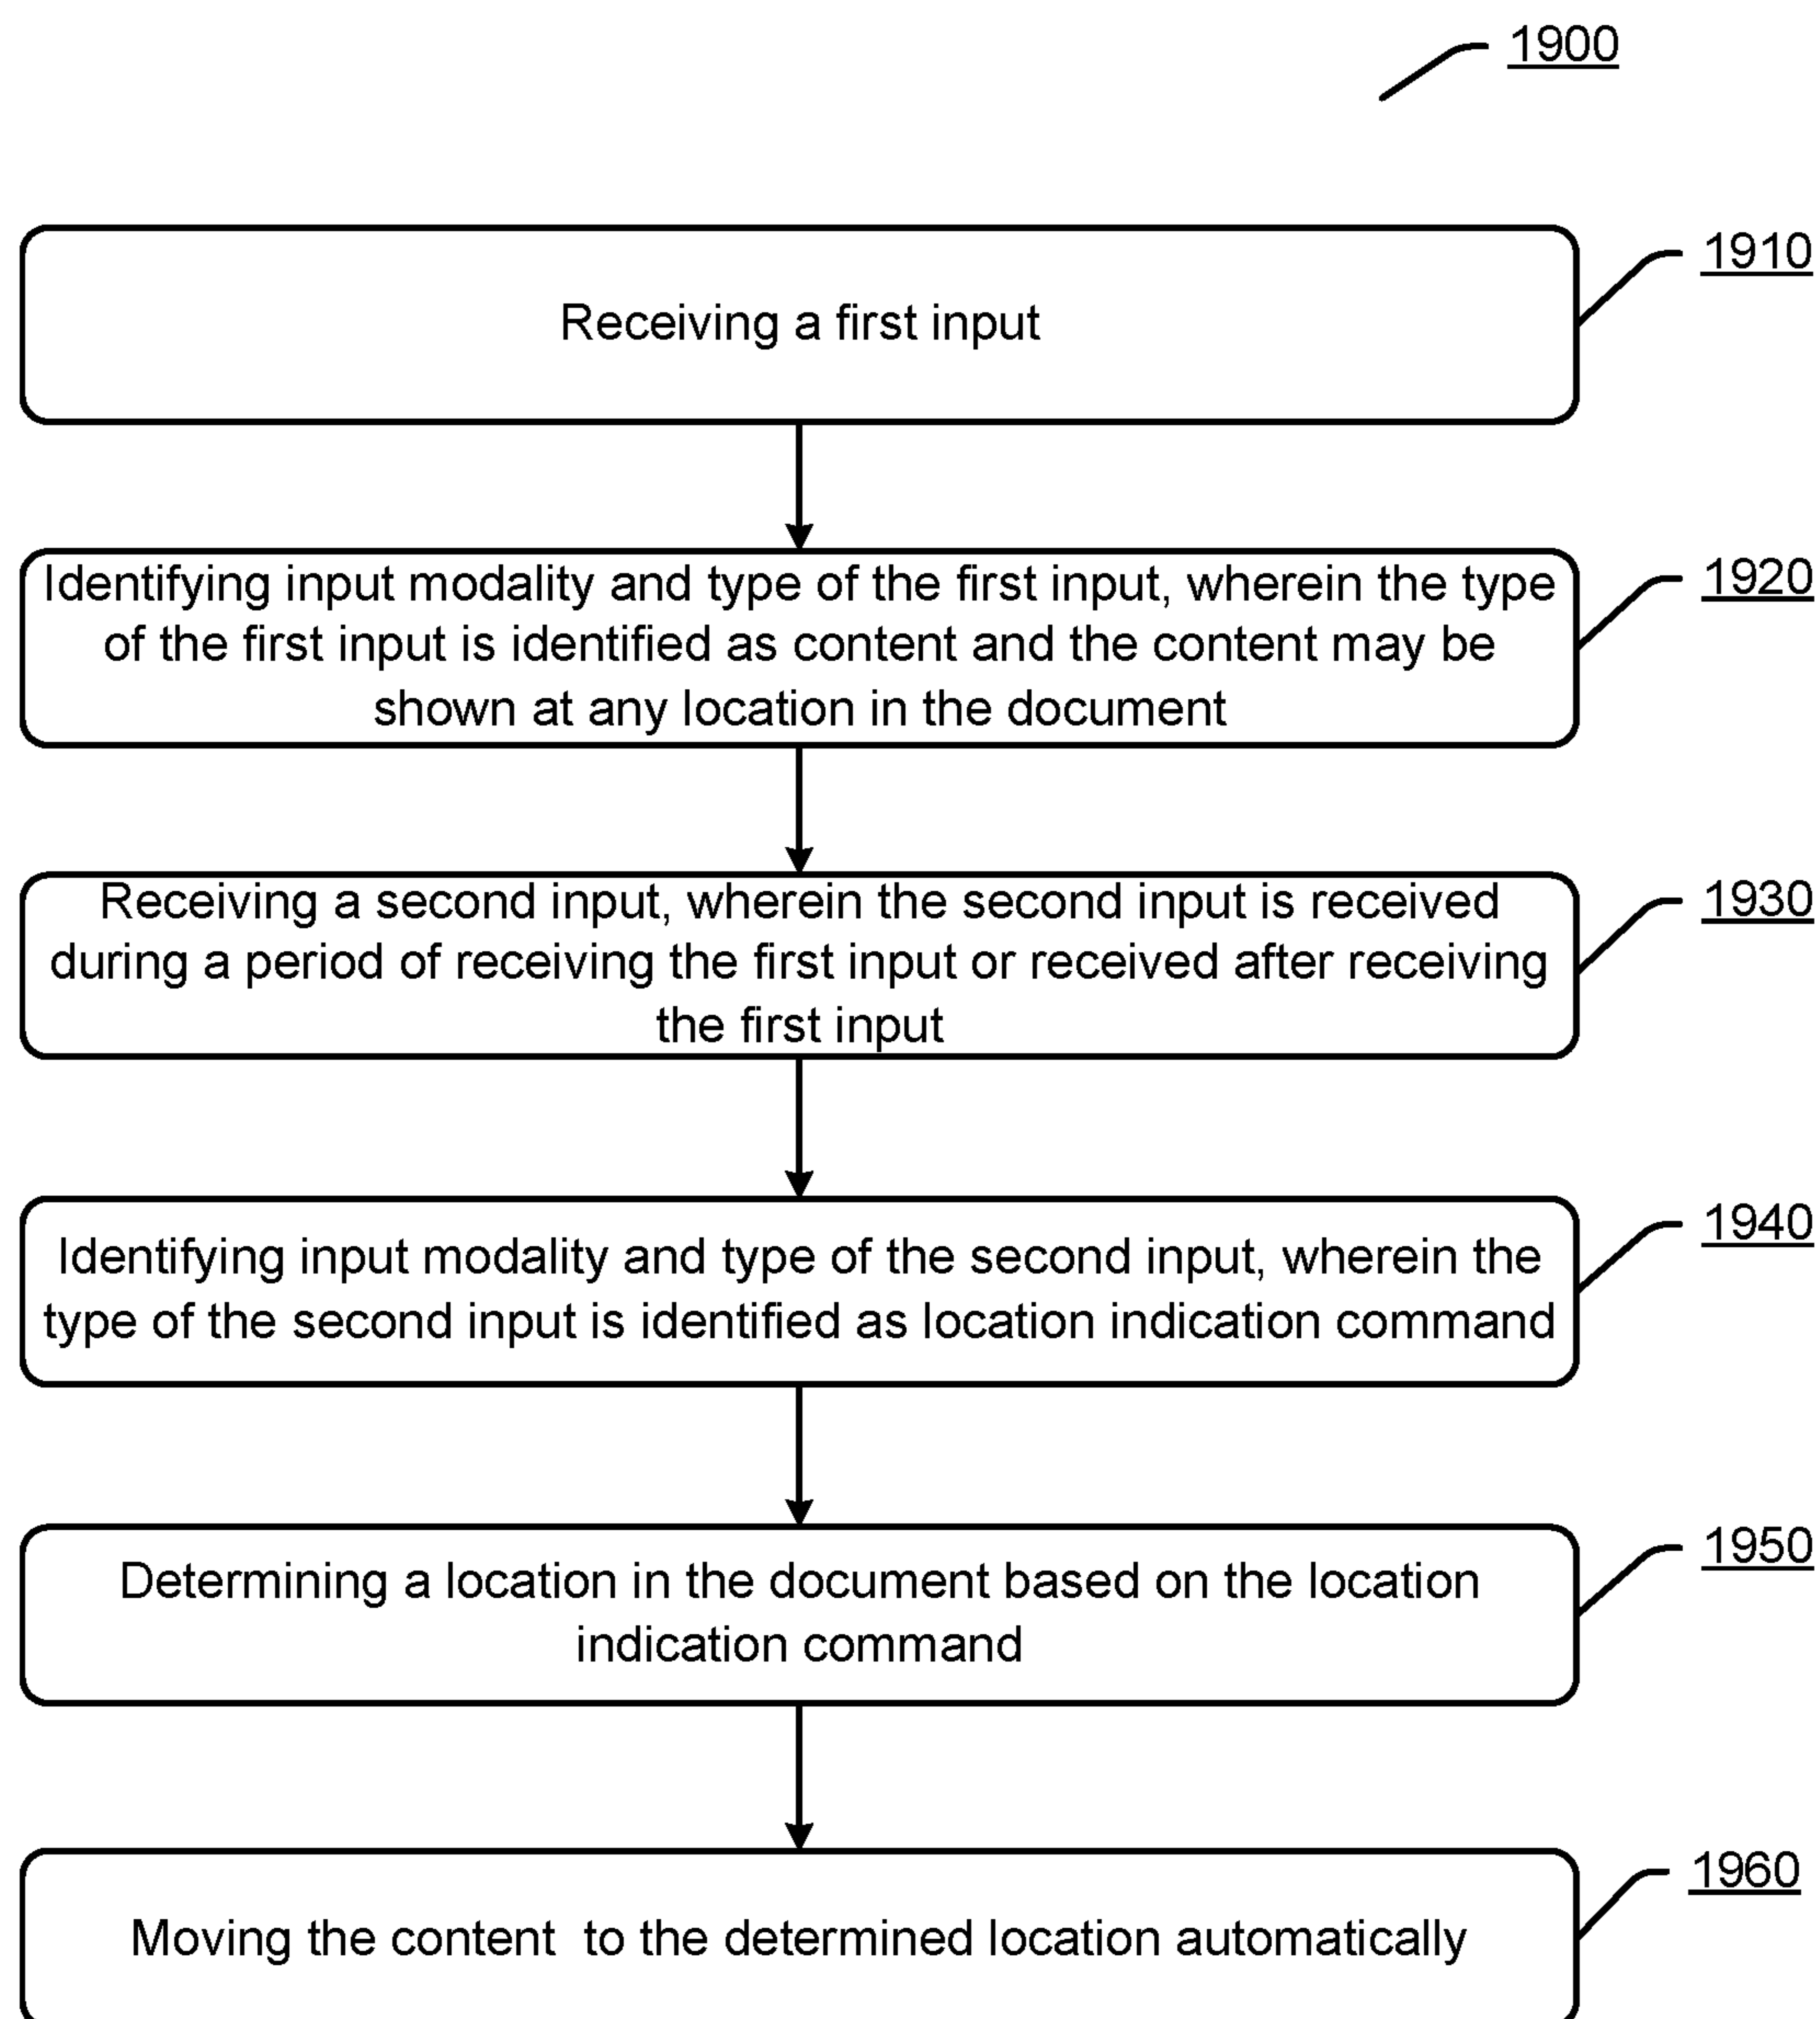 1900
Receiving a first input
1910
Identifying input modality and type of the first input, wherein the type
of the first input is identified as content and the content may be
shown at any location in the document
1920
Receiving a second input, wherein the second input is received
during a period of receiving the first input or received after receiving
the first input
1930
Identifying input modality and type of the second input, wherein the
type of the second input is identified as location indication command
1940
Determining a location in the document based on the location
indication command
1950
Moving the content to the determined location automatically
1960